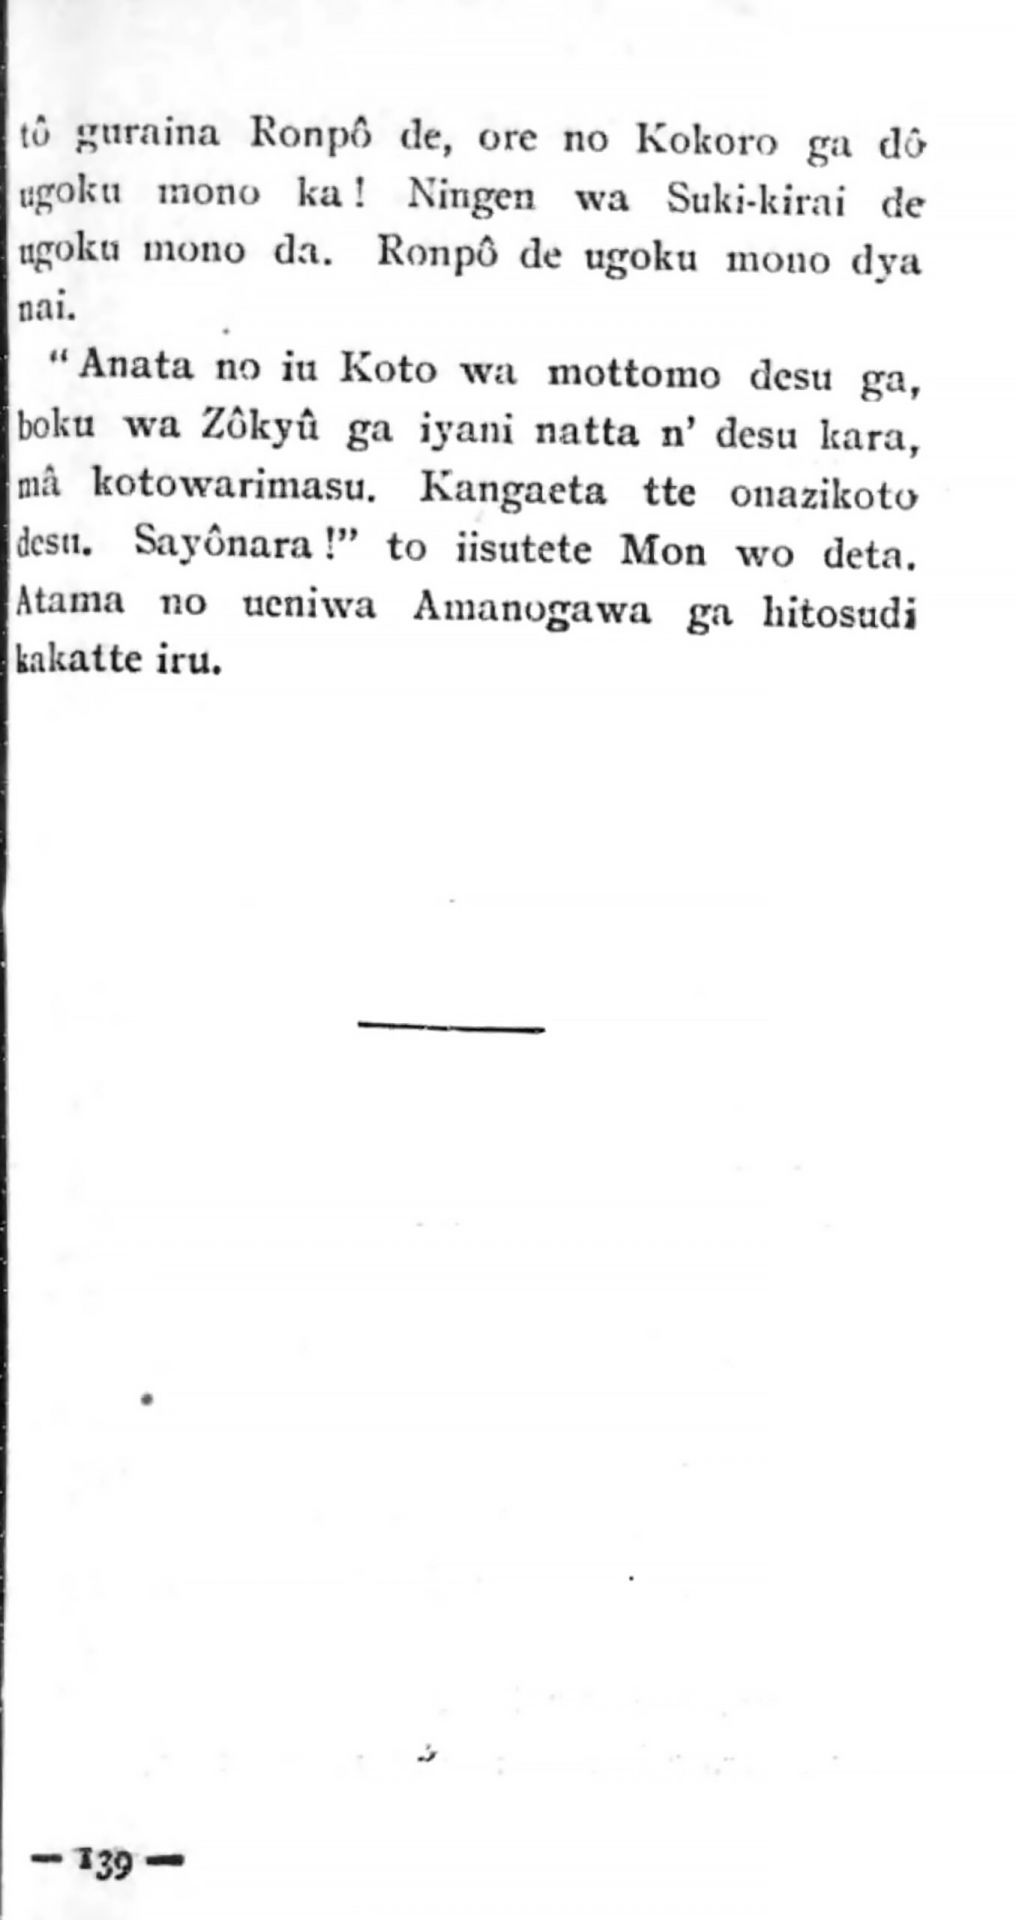 tô guraina Ronpô de, ore no Kokoro ga dô
ugoku mono ka! Ningen wa Suki-kirai de
ugoku mono da. Ronpô de ugoku mono dya
nai.
“Anata no iu Koto wa mottomo desu ga,
boku wa Zôkyû ga iyani natta n’ desu kara,
mâ kotowarimasu. Kangaeta tte onazikoto
desu. Sayônara!” to iisutete Mon wo deta.
Atama no ueniwa Amanogawa ga hitosudi
kakatte iru.
— 139 —